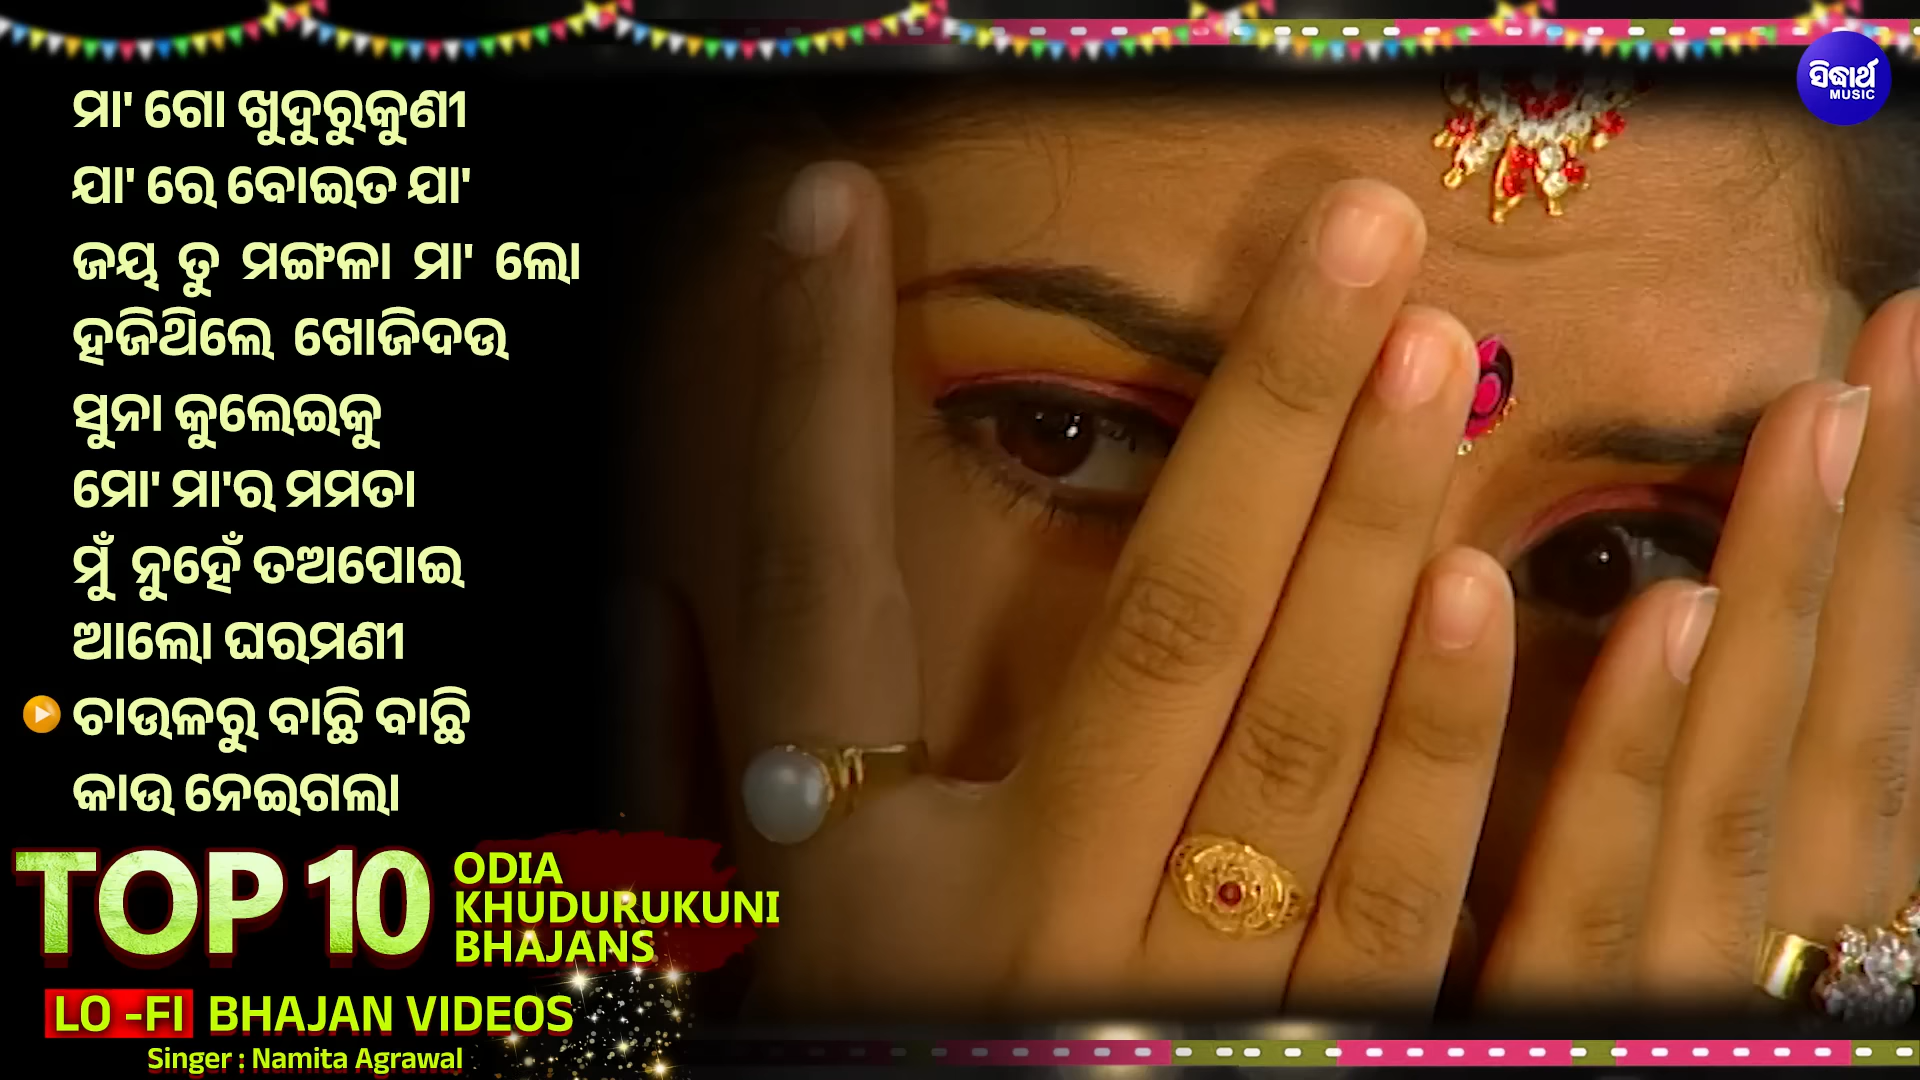 ସିଦ୍ଧାର୍ଥ
MUSIC
ମା' ଗୋ ଖୁଦୁରୁକୁଣୀ
ଯା' ରେ ବୋଇତ ଯା'
ଜୟ ତୁ ମଙ୍ଗଳା ମା' ଲୋ
ହଜିଥିଲେ ଖୋଜିଦଉ
ସୁନା କୁଲେଇକୁ
ମୋ' ମା'ର ମମତା
ମୁଁ ନୁହେଁ ତଅପୋଇ
ଆଲୋ ଘରମଣୀ
ଚାଉଳରୁ ବାଛି ବାଛି
କାଉ ନେଇଗଲା
TOP 10
ODIA
KHUDURUKUNI
BHAJANS
LO -FI BHAJAN VIDEOS
Singer : Namita Agrawal